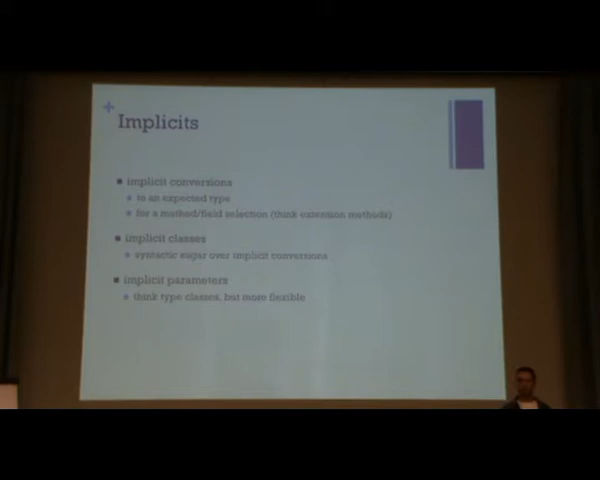 +
Implicits
implicit conversions
to an expected type
for a method/field selection (think extension methods)
implicit classes
syntactic sugar over implicit conversions
implicit parameters
think type classes, but more flexible